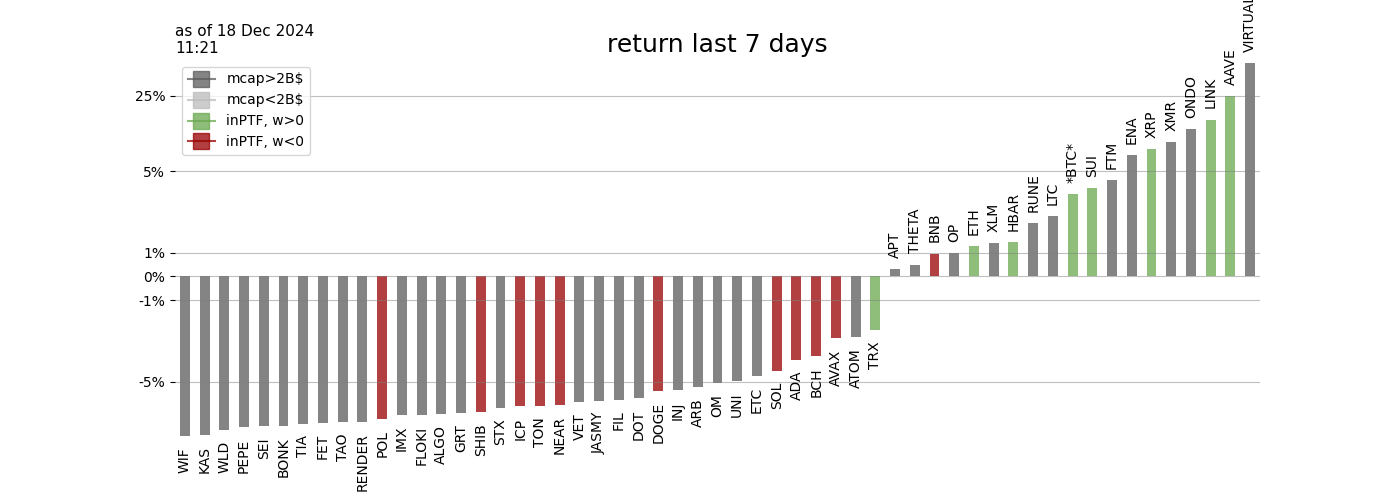 as of 18 Dec 2024
11:21
return last 7 days
mcap>2B$
mcap<2B$
inPTF, w>0
inPTF, w<0
25%
5%
1%
0%
-1%
-5%
WIF
KAS
WLD
PEPE
SEI
BONK
TIA
FET
TAO
RENDER
POL
IMX
FLOKI
ALGO
GRT
SHIB
STX
ICP
TON
NEAR
VET
JASMY
FIL
DOT
DOGE
INJ
ARB
OM
UNI
ETC
SOL
ADA
BCH
AVAX
ATOM
TRX
APT
THETA
BNB
OP
ETH
XLM
HBAR
RUNE
LTC
*BTC*
SUI
FTM
ENA
XRP
XMR
ONDO
LINK
AAVE
VIRTUAL